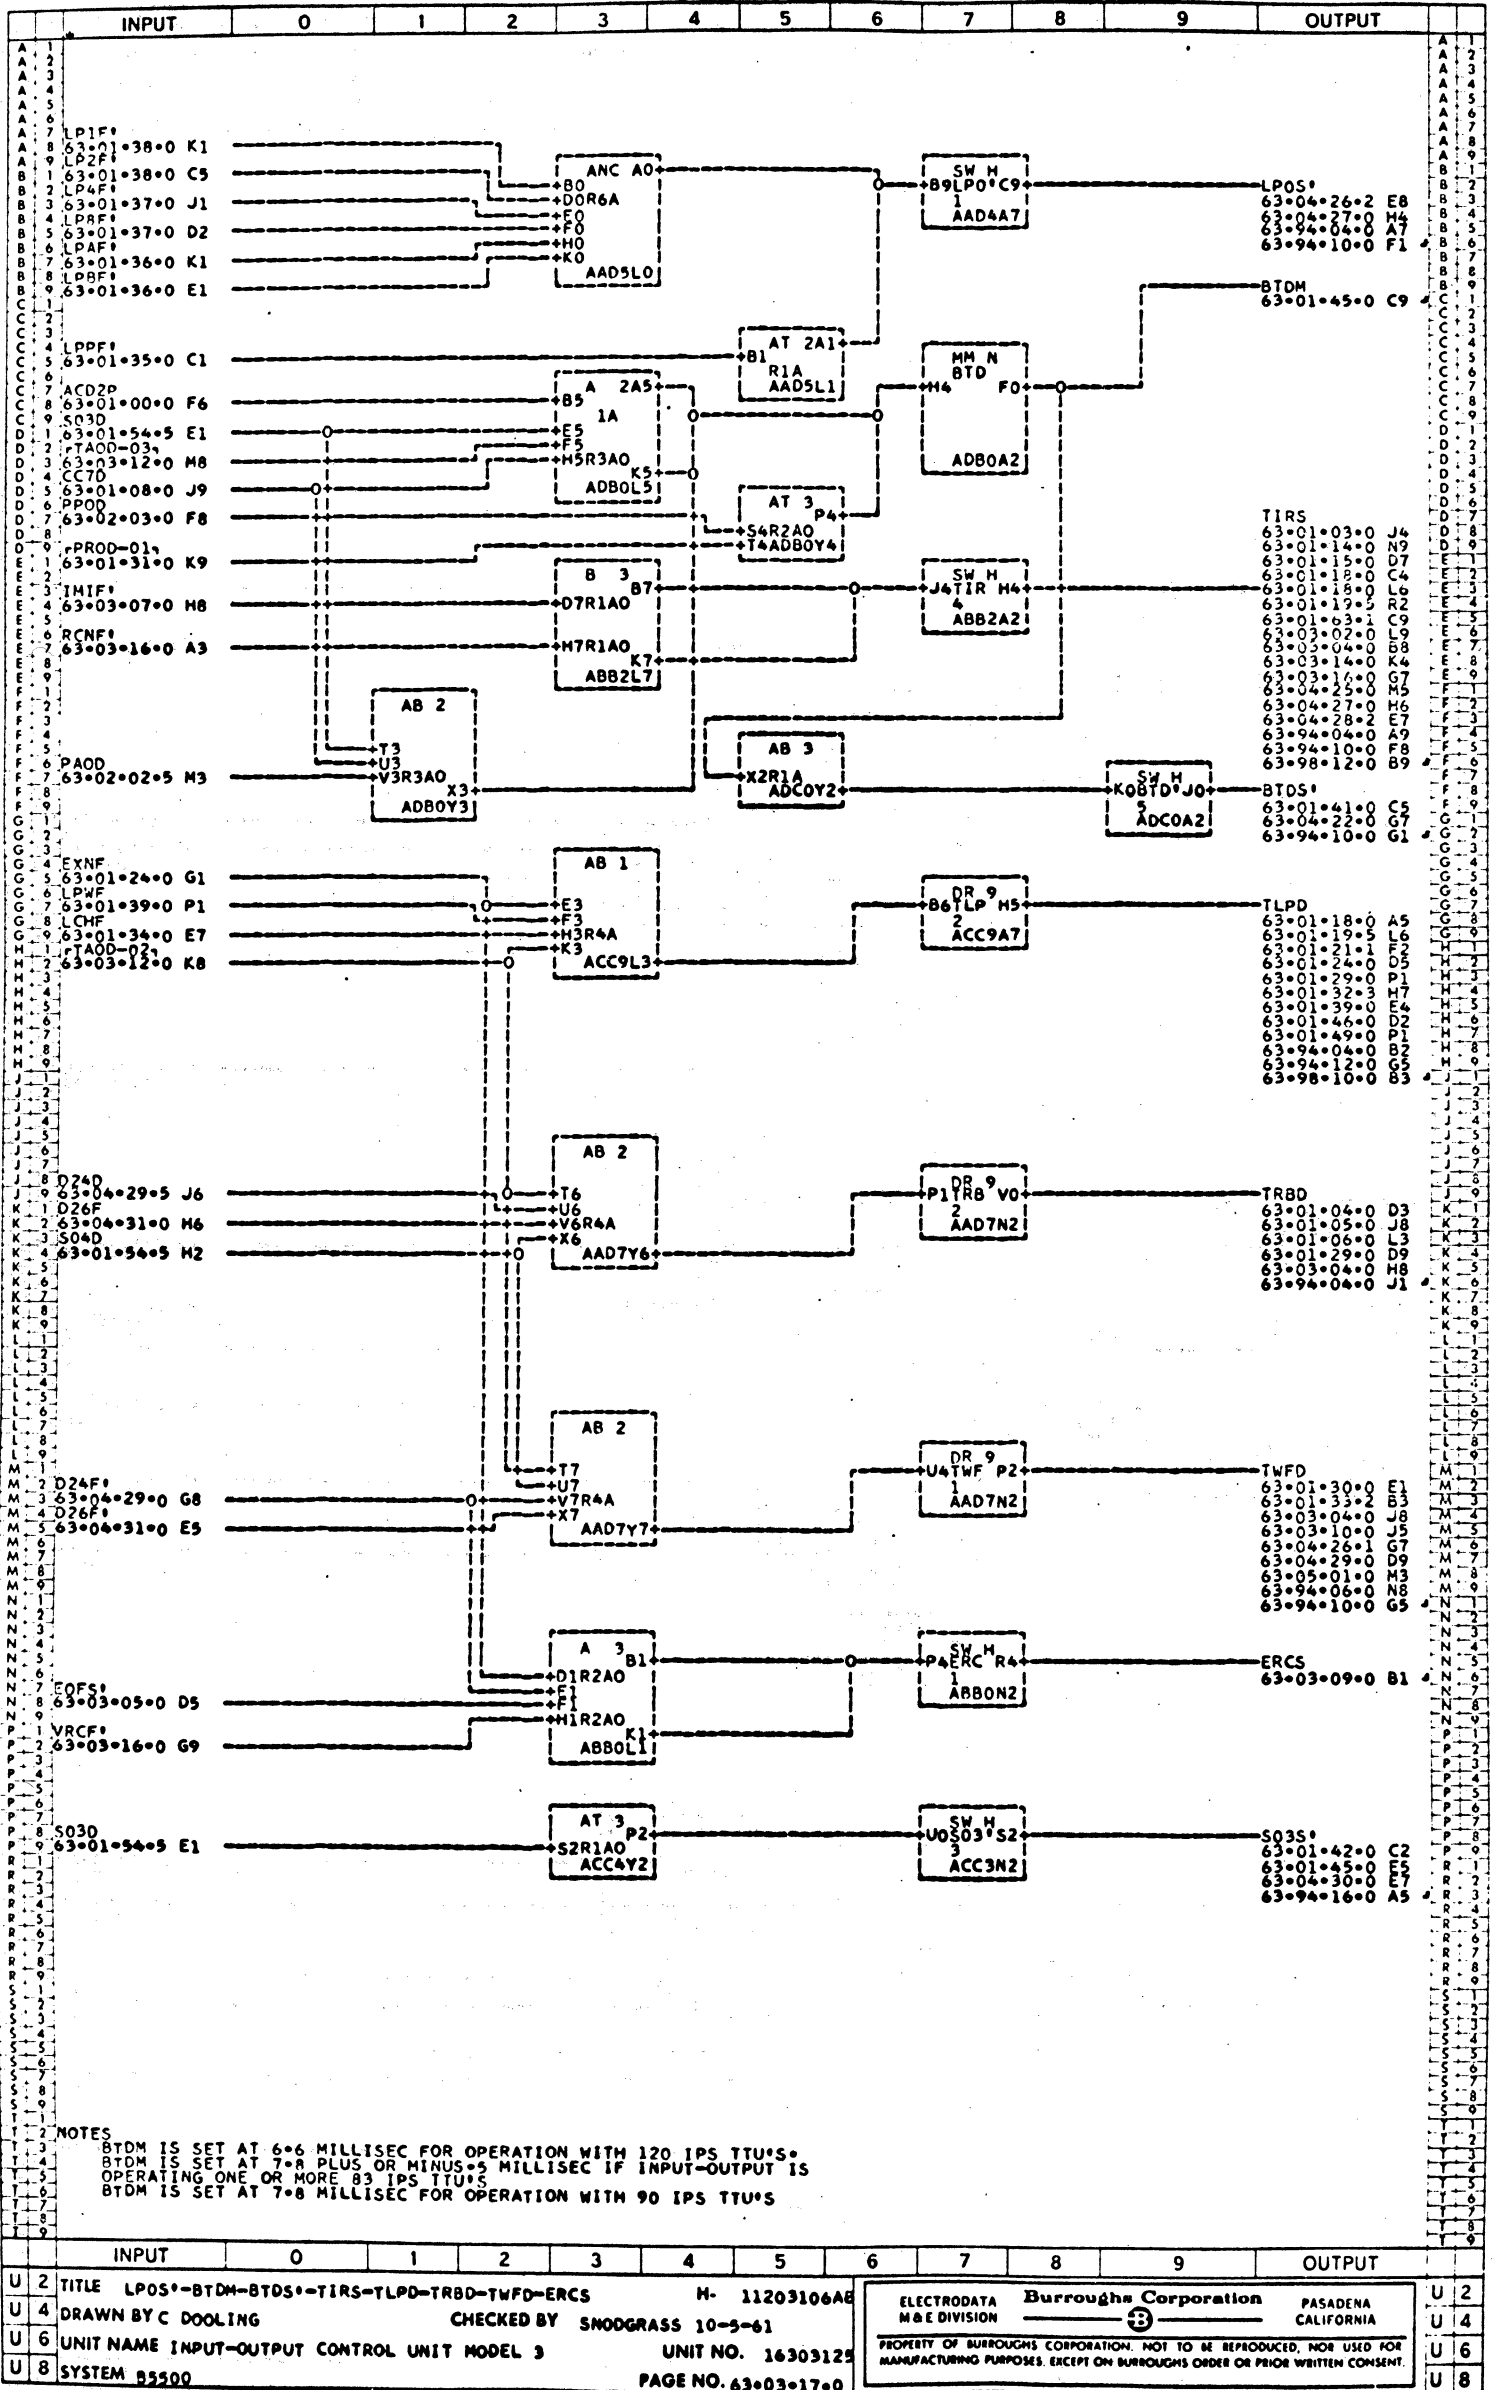 INPUT 0 1 2 3 4 5 6 7 8 9 OUTPUT
LP1F'
63•01•38•0 K1
LP2F'
63•01•38•0 C5
LP4F'
63•01•37•0 J1
LP8F'
63•01•37•0 D2
LPAF'
63•01•36•0 K1
LPBF'
63•01•36•0 E1
ANC A0
B0
D0R6A
E0
F0
H0
K0
AAD5L0
SW H
B9LPO'C9
1
AAD4A7
LPOS'
63•04•26•2 E8
63•04•27•0 H4
63•94•04•0 A7
63•94•10•0 F1
BTDM
63•01•45•0 C9
LPPF'
63•01•35•0 C1
AT 2A1
B1
R1A
AAD5L1
ACD2P
63•01•00•0 F6
S03D
63•01•54•5 E1
┌TAOD-03┐
63•03•12•0 M8
CC7D
63•01•08•0 J9
PPOD
63•02•03•0 F8
┌PROD-01┐
63•01•31•0 K9
A 2A5
B5
1A
E5
F5
H5R3AO
K5
ADB0L5
MM N
BTD
H4 F0
ADB0A2
AT 3
P4
S4R2AO
T4ADB0Y4
IMIF'
63•03•07•0 H8
RCNF'
63•03•16•0 A3
B 3
B7
D7R1AO
H7R1AO
K7
ABB2L7
SW H
J4TIR H4
4
ABB2A2
TIRS
63•01•03•0 J4
63•01•14•0 N9
63•01•15•0 D7
63•01•18•0 C4
63•01•18•0 L6
63•01•19•5 R2
63•01•63•1 C9
63•03•02•0 L9
63•03•04•0 B8
63•03•14•0 K4
63•03•16•0 G7
63•04•25•0 M5
63•04•27•0 H6
63•04•28•2 E7
63•94•04•0 A9
63•94•10•0 F8
63•98•12•0 B9
PAOD
63•02•02•5 M3
AB 2
T3
U3
V3R3AO
X3
ADB0Y3
AB 3
X2R1A
ADC0Y2
SW H
K0BTD'J0
5
ADC0A2
BTDS'
63•01•41•0 C5
63•04•22•0 G7
63•94•10•0 G1
EXNF
63•01•24•0 G1
LPWF
63•01•39•0 P1
LCHF
63•01•34•0 E7
┌TAOD-02┐
63•03•12•0 K8
AB 1
E3
F3
H3R4A
K3
ACC9L3
DR 9
B6TLP H5
2
ACC9A7
TLPD
63•01•18•0 A5
63•01•19•5 L6
63•01•21•1 F2
63•01•24•0 D5
63•01•29•0 P1
63•01•32•3 H7
63•01•39•0 E4
63•01•46•0 D2
63•01•49•0 P1
63•94•04•0 B2
63•94•12•0 G5
63•98•10•0 B3
D24D
63•04•29•5 J6
D26F
63•04•31•0 H6
S04D
63•01•54•5 H2
AB 2
T6
U6
V6R4A
X6
AAD7Y6
DR 9
P1TRB V0
2
AAD7N2
TRBD
63•01•04•0 D3
63•01•05•0 J8
63•01•06•0 L3
63•01•29•0 D9
63•03•04•0 H8
63•94•04•0 J1
D24F'
63•04•29•0 G8
D26F'
63•04•31•0 E5
AB 2
T7
U7
V7R4A
X7
AAD7Y7
DR 9
U4TWF P2
1
AAD7N2
TWFD
63•01•30•0 E1
63•01•33•2 B3
63•03•04•0 J8
63•03•10•0 J5
63•04•26•1 G7
63•04•29•0 D9
63•05•01•0 M3
63•94•06•0 N8
63•94•10•0 G5
EOFS'
63•03•05•0 D5
VRCF'
63•03•16•0 G9
A 3
B1
D1R2AO
E1
F1
H1R2AO
K1
ABB0L1
SW H
P4ERC R4
1
ABB0N2
ERCS
63•03•09•0 B1
S03D
63•01•54•5 E1
AT 3
P2
S2R1AO
ACC4Y2
SW H
U0S03'S2
3
ACC3N2
S03S'
63•01•42•0 C2
63•01•45•0 E5
63•04•30•0 E7
63•94•16•0 A5
NOTES
BTDM IS SET AT 6•6 MILLISEC FOR OPERATION WITH 120 IPS TTU'S•
BTDM IS SET AT 7•8 PLUS OR MINUS•5 MILLISEC IF INPUT-OUTPUT IS
OPERATING ONE OR MORE 83 IPS TTU'S
BTDM IS SET AT 7•8 MILLISEC FOR OPERATION WITH 90 IPS TTU'S
INPUT 0 1 2 3 4 5 6 7 8 9 OUTPUT
U 2 TITLE LPOS'-BTDM-BTDS'-TIRS-TLPD-TRBD-TWFD-ERCS H- 11203106AB
U 4 DRAWN BY C DOOLING CHECKED BY SNODGRASS 10-5-61
U 6 UNIT NAME INPUT-OUTPUT CONTROL UNIT MODEL 3 UNIT NO. 16303125
U 8 SYSTEM B5500 PAGE NO. 63•03•17•0
ELECTRODATA
M & E DIVISION
Burroughs Corporation
B
PASADENA
CALIFORNIA
PROPERTY OF BURROUGHS CORPORATION. NOT TO BE REPRODUCED, NOR USED FOR
MANUFACTURING PURPOSES, EXCEPT ON BURROUGHS ORDER OR PRIOR WRITTEN CONSENT.
U 2
U 4
U 6
U 8